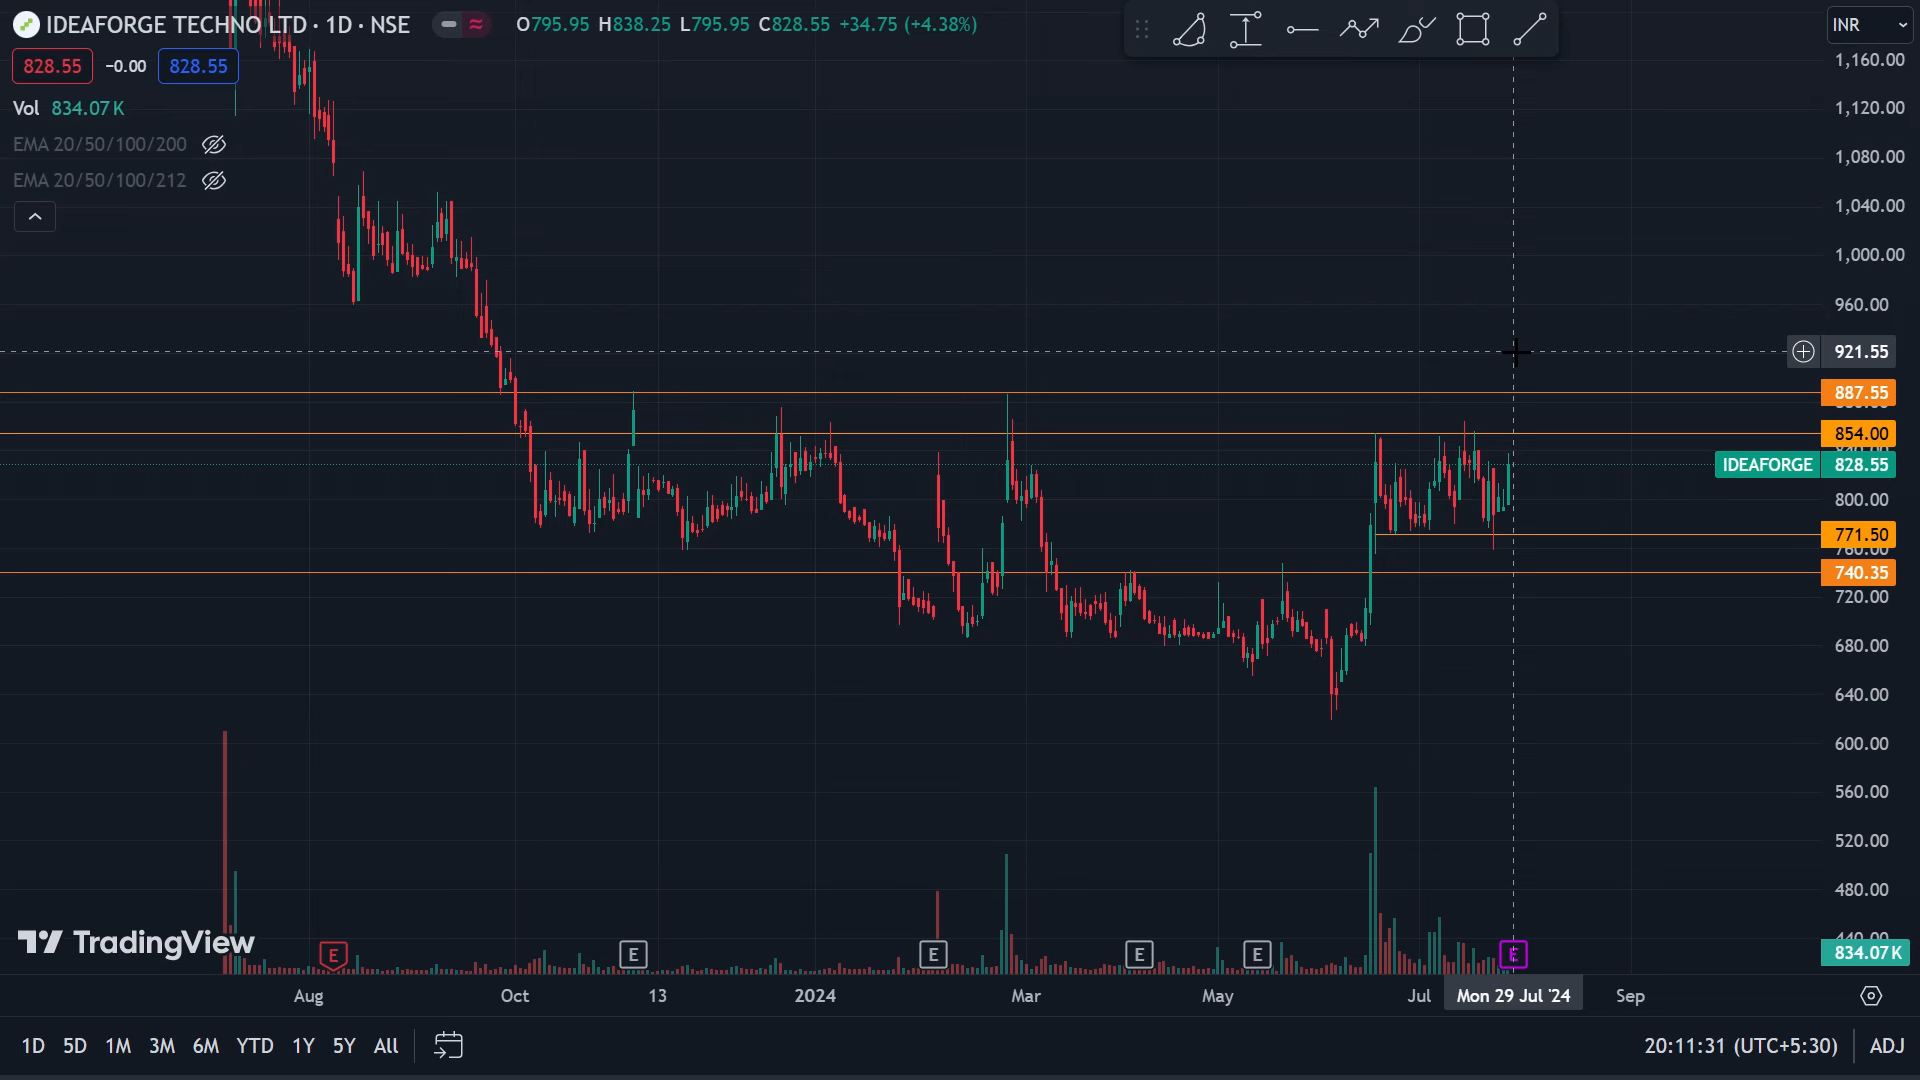 IDEAFORGE TECHNO LTD · 1D · NSE O795.95 H838.25 L795.95 C828.55 +34.75 (+4.38%)
INR
828.55 −0.00 828.55
Vol 834.07 K
EMA 20/50/100/200
EMA 20/50/100/212
1,160.00
1,120.00
1,080.00
1,040.00
1,000.00
960.00
921.55
887.55
854.00
IDEAFORGE 828.55
800.00
771.50
760.00
740.35
720.00
680.00
640.00
600.00
560.00
520.00
480.00
440.00
834.07 K
TradingView
E E E E E E
Aug Oct 13 2024 Mar May Jul Mon 29 Jul '24 Sep
1D 5D 1M 3M 6M YTD 1Y 5Y All 20:11:31 (UTC+5:30) ADJ